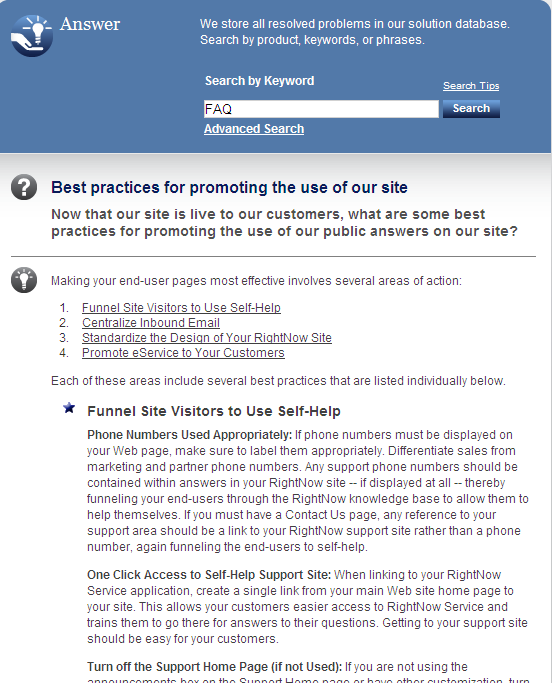 Answer
We store all resolved problems in our solution database.
Search by product, keywords, or phrases.
Search by Keyword
Search Tips
FAQ
Search
Advanced Search
?
Best practices for promoting the use of our site
Now that our site is live to our customers, what are some best
practices for promoting the use of our public answers on our site?
Making your end-user pages most effective involves several areas of action:
1. Funnel Site Visitors to Use Self-Help
2. Centralize Inbound Email
3. Standardize the Design of Your RightNow Site
4. Promote eService to Your Customers
Each of these areas include several best practices that are listed individually below.
Funnel Site Visitors to Use Self-Help
Phone Numbers Used Appropriately: If phone numbers must be displayed on
your Web page, make sure to label them appropriately. Differentiate sales from
marketing and partner phone numbers. Any support phone numbers should be
contained within answers in your RightNow site -- if displayed at all -- thereby
funneling your end-users through the RightNow knowledge base to allow them to
help themselves. If you must have a Contact Us page, any reference to your
support area should be a link to your RightNow support site rather than a phone
number, again funneling the end-users to self-help.
One Click Access to Self-Help Support Site: When linking to your RightNow
Service application, create a single link from your main Web site home page to
your site. This allows your customers easier access to RightNow Service and
trains them to go there for answers to their questions. Getting to your support site
should be easy for your customers.
Turn off the Support Home Page (if not Used): If you are not using the
announcements box on the Support Home page or have other customization, turn